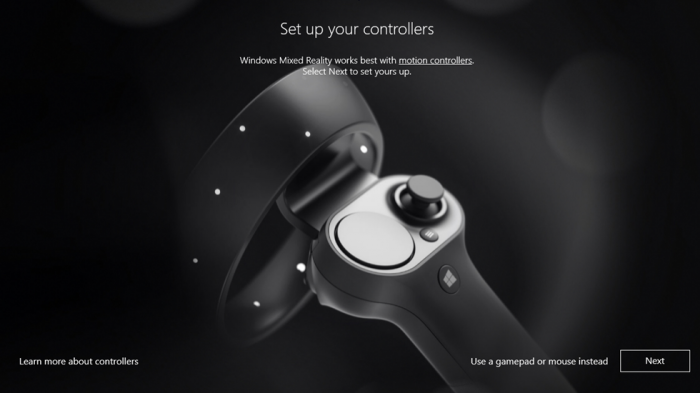 Set up your controllers
Windows Mixed Reality works best with motion controllers.
Select Next to set yours up.
Learn more about controllers
Use a gamepad or mouse instead
Next